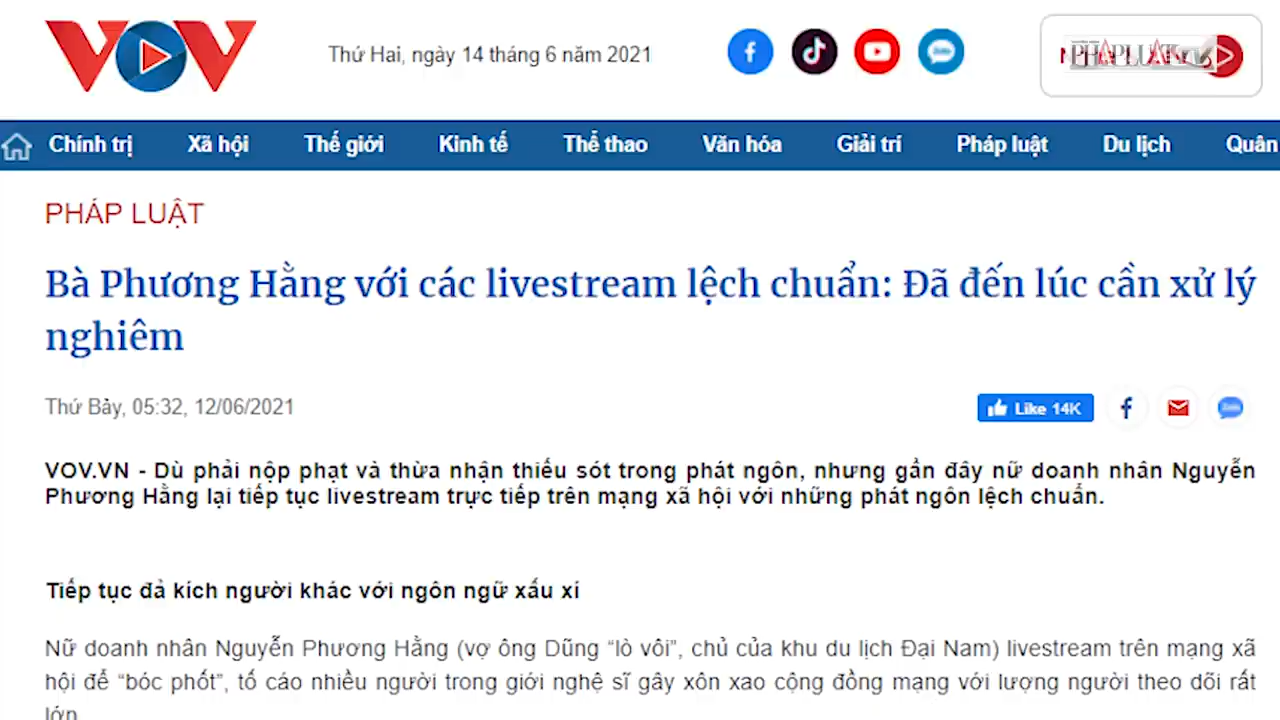 VOV
Thứ Hai, ngày 14 tháng 6 năm 2021
Chính trị Xã hội Thế giới Kinh tế Thể thao Văn hóa Giải trí Pháp luật Du lịch Quân
PHÁP LUẬT
Bà Phương Hằng với các livestream lệch chuẩn: Đã đến lúc cần xử lý
nghiêm
Thứ Bảy, 05:32, 12/06/2021
Like 14K
VOV.VN - Dù phải nộp phạt và thừa nhận thiếu sót trong phát ngôn, nhưng gần đây nữ doanh nhân Nguyễn
Phương Hằng lại tiếp tục livestream trực tiếp trên mạng xã hội với những phát ngôn lệch chuẩn.
Tiếp tục đả kích người khác với ngôn ngữ xấu xí
Nữ doanh nhân Nguyễn Phương Hằng (vợ ông Dũng “lò vôi”, chủ của khu du lịch Đại Nam) livestream trên mạng xã
hội để “bóc phốt”, tố cáo nhiều người trong giới nghệ sĩ gây xôn xao cộng đồng mạng với lượng người theo dõi rất
lớn